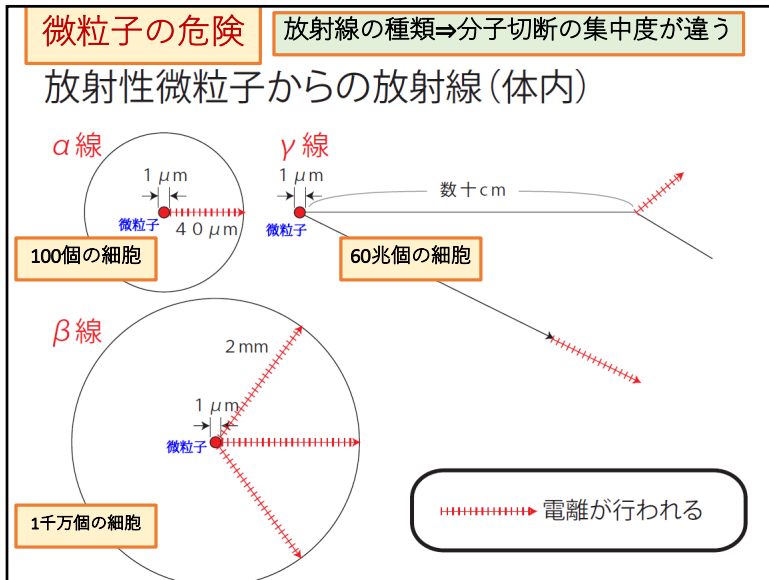 微粒子の危険
放射線の種類⇒分子切断の集中度が違う
放射性微粒子からの放射線(体内)
α線
1μm
微粒子
40μm
100個の細胞
γ線
1μm
微粒子
数十cm
60兆個の細胞
β線
2mm
1μm
微粒子
1千万個の細胞
電離が行われる